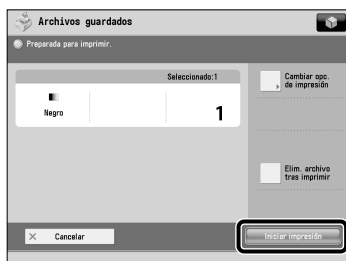 Archivos guardados
Preparada para imprimir.
Seleccionado:1
Negro
1
Cambiar opc.
de impresión
Elim. archivo
tras imprimir
Cancelar
Iniciar impresión